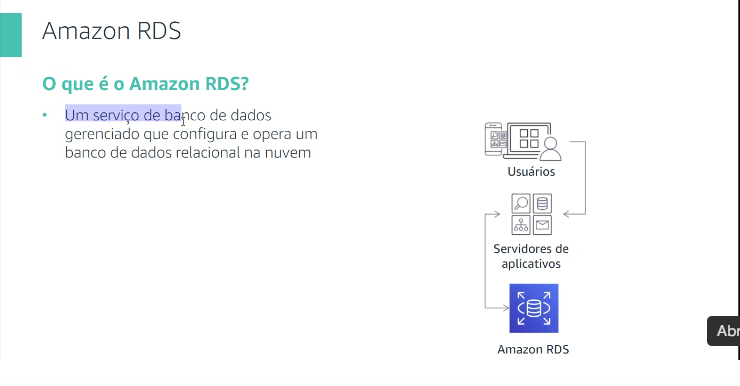 Amazon RDS
O que é o Amazon RDS?
• Um serviço de banco de dados
gerenciado que configura e opera um
banco de dados relacional na nuvem
Usuários
Servidores de
aplicativos
Amazon RDS
Abr